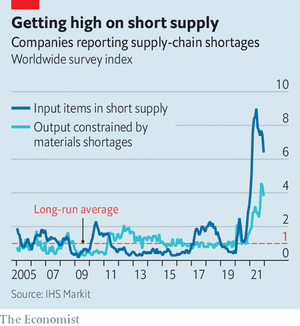 Getting high on short supply
Companies reporting supply-chain shortages
Worldwide survey index
10
Input items in short supply
8
Output constrained by
materials shortages
6
4
Long-run average
2
1
0
2005 07 09 11 13 15 17 19 21
Source: IHS Markit
The Economist